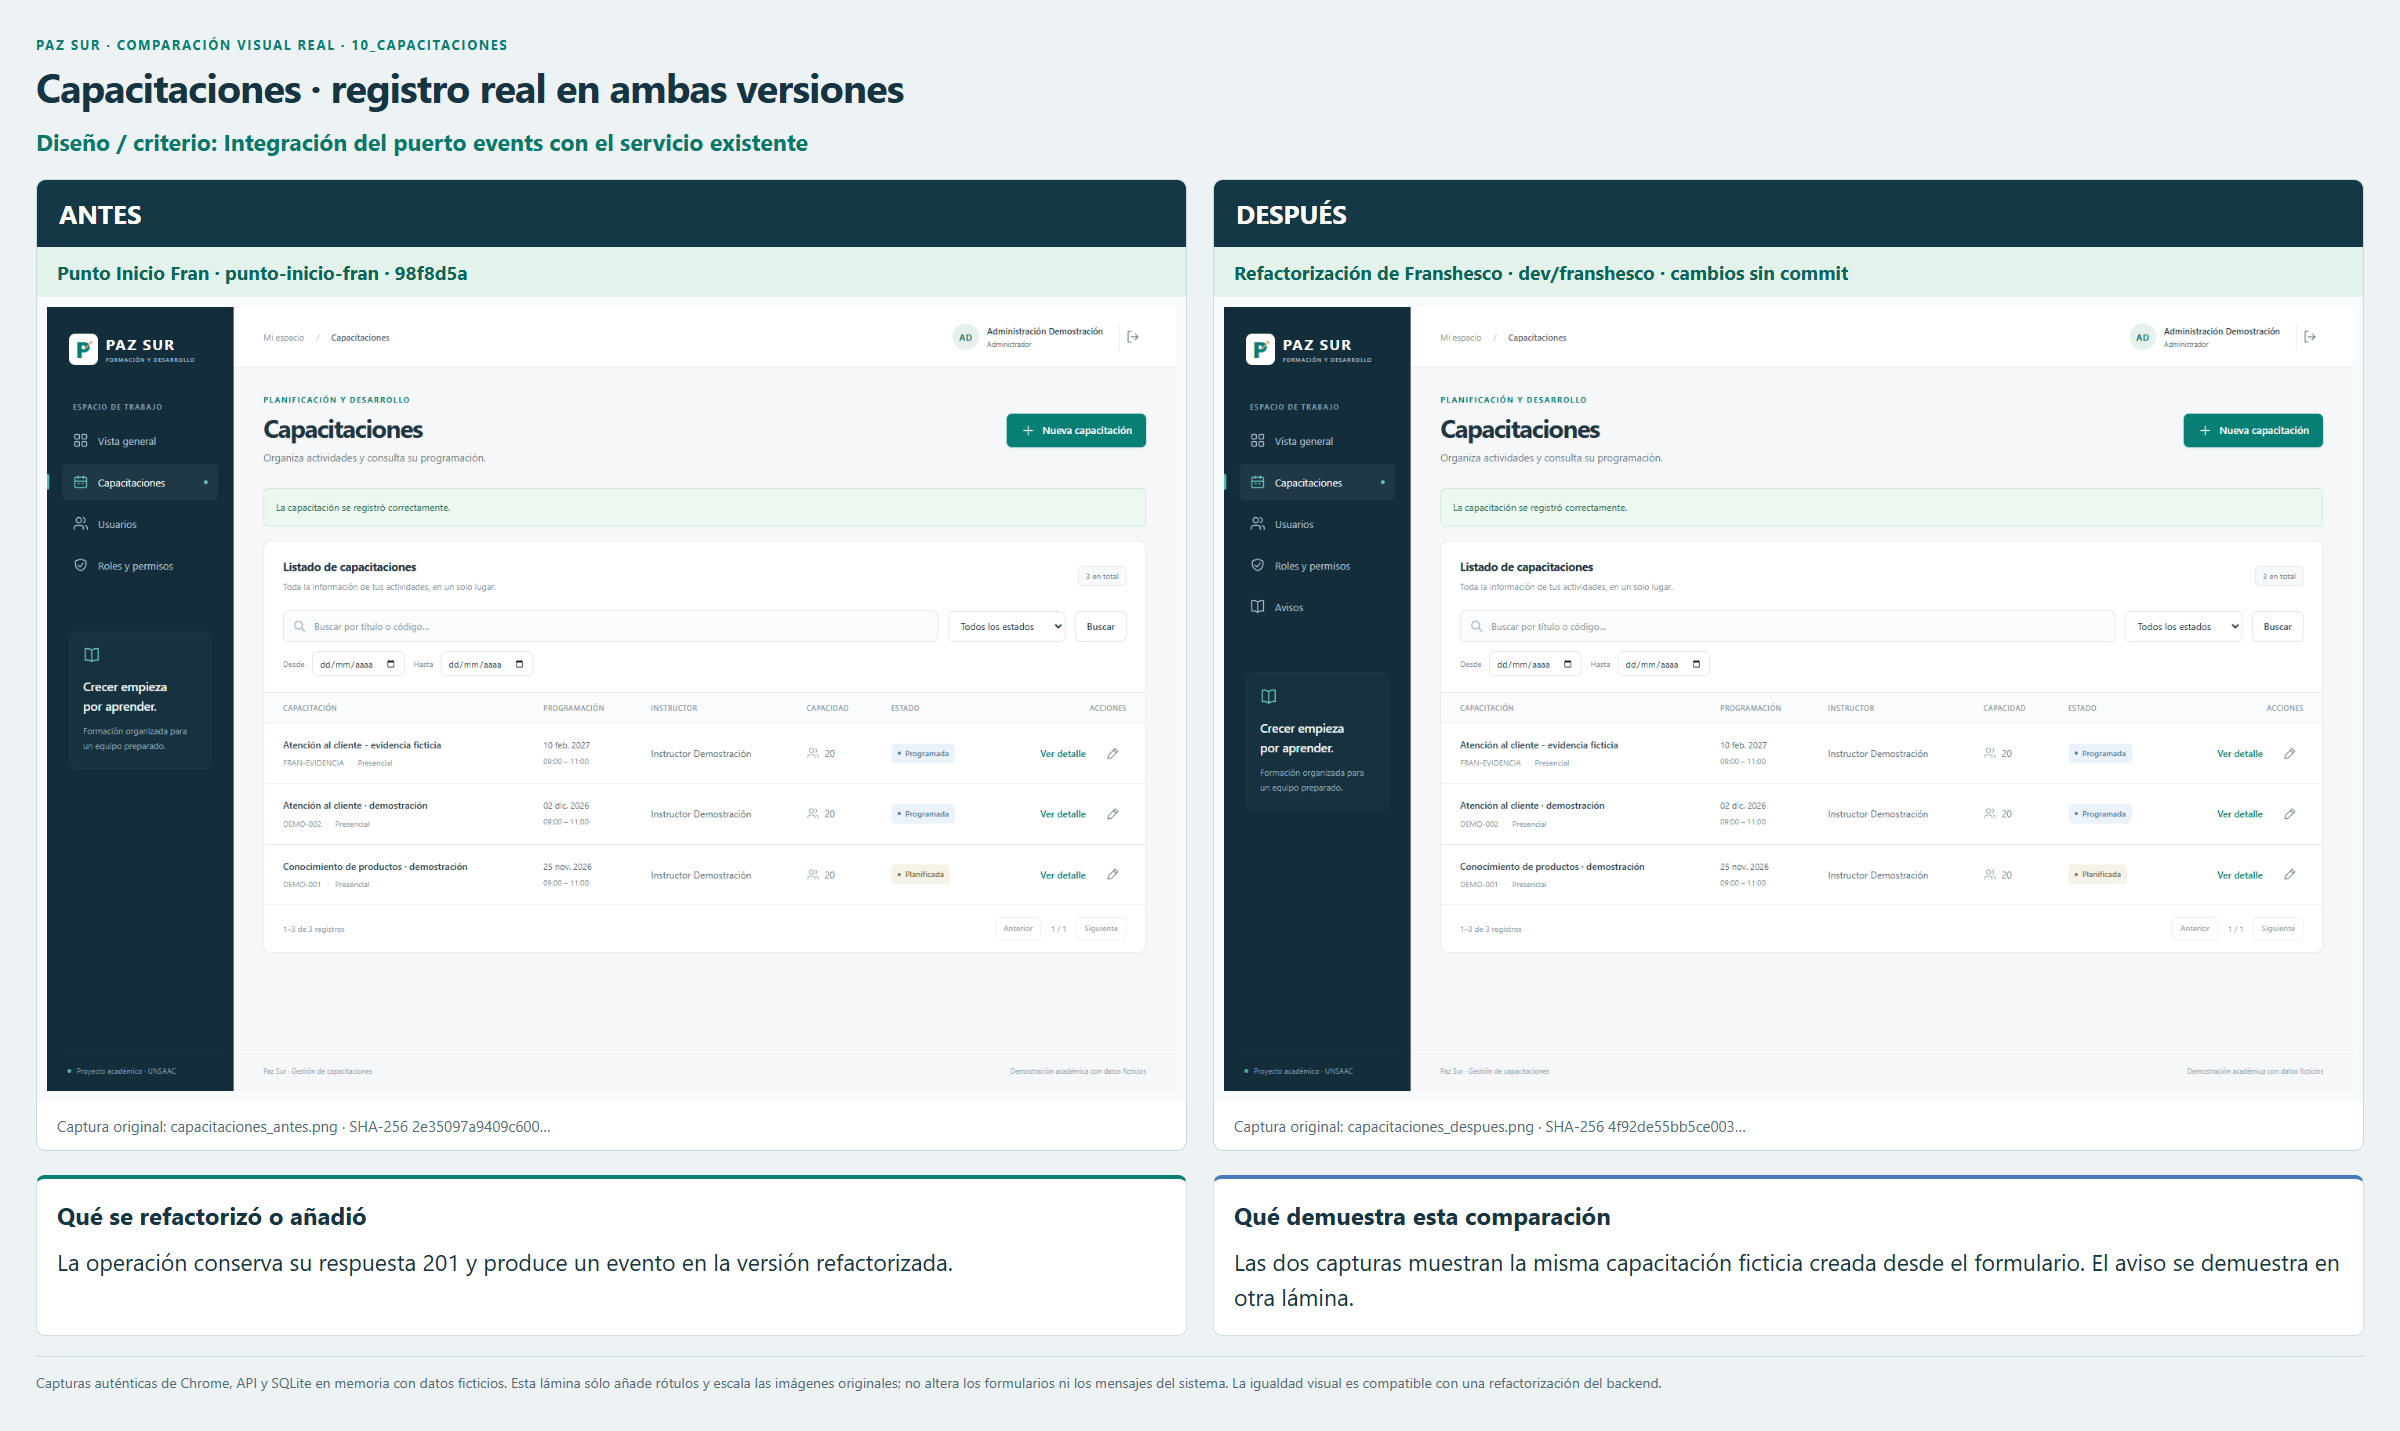 PAZ SUR · COMPARACIÓN VISUAL REAL · 10_CAPACITACIONES
Capacitaciones · registro real en ambas versiones
Diseño / criterio: Integración del puerto events con el servicio existente
ANTES
Punto Inicio Fran · punto-inicio-fran · 98f8d5a
PAZ SUR
FORMACIÓN Y DESARROLLO
ESPACIO DE TRABAJO
Vista general
Capacitaciones
Usuarios
Roles y permisos
Crecer empieza
por aprender.
Formación organizada para
un equipo preparado.
Proyecto académico · UNSAAC
Mi espacio / Capacitaciones
AD
Administración Demostración
Administrador
PLANIFICACIÓN Y DESARROLLO
Capacitaciones
Organiza actividades y consulta su programación.
+ Nueva capacitación
La capacitación se registró correctamente.
Listado de capacitaciones
Toda la información de tus actividades, en un solo lugar.
3 en total
Buscar por título o código...
Todos los estados
Buscar
Desde dd/mm/aaaa Hasta dd/mm/aaaa
CAPACITACIÓN PROGRAMACIÓN INSTRUCTOR CAPACIDAD ESTADO ACCIONES
Atención al cliente - evidencia ficticia 10 feb. 2027
FRAN-EVIDENCIA · Presencial 09:00 – 11:00 Instructor Demostración 20 Programada Ver detalle
Atención al cliente · demostración 02 dic. 2026
DEMO-002 · Presencial 09:00 – 11:00 Instructor Demostración 20 Programada Ver detalle
Conocimiento de productos · demostración 25 nov. 2026
DEMO-001 · Presencial 09:00 – 11:00 Instructor Demostración 20 Planificada Ver detalle
1–3 de 3 registros Anterior 1 / 1 Siguiente
Paz Sur · Gestión de capacitaciones Demostración académica con datos ficticios
Captura original: capacitaciones_antes.png · SHA-256 2e35097a9409c600...
DESPUÉS
Refactorización de Franshesco · dev/franshesco · cambios sin commit
PAZ SUR
FORMACIÓN Y DESARROLLO
ESPACIO DE TRABAJO
Vista general
Capacitaciones
Usuarios
Roles y permisos
Avisos
Crecer empieza
por aprender.
Formación organizada para
un equipo preparado.
Proyecto académico · UNSAAC
Mi espacio / Capacitaciones
AD
Administración Demostración
Administrador
PLANIFICACIÓN Y DESARROLLO
Capacitaciones
Organiza actividades y consulta su programación.
+ Nueva capacitación
La capacitación se registró correctamente.
Listado de capacitaciones
Toda la información de tus actividades, en un solo lugar.
3 en total
Buscar por título o código...
Todos los estados
Buscar
Desde dd/mm/aaaa Hasta dd/mm/aaaa
CAPACITACIÓN PROGRAMACIÓN INSTRUCTOR CAPACIDAD ESTADO ACCIONES
Atención al cliente - evidencia ficticia 10 feb. 2027
FRAN-EVIDENCIA · Presencial 09:00 – 11:00 Instructor Demostración 20 Programada Ver detalle
Atención al cliente · demostración 02 dic. 2026
DEMO-002 · Presencial 09:00 – 11:00 Instructor Demostración 20 Programada Ver detalle
Conocimiento de productos · demostración 25 nov. 2026
DEMO-001 · Presencial 09:00 – 11:00 Instructor Demostración 20 Planificada Ver detalle
1–3 de 3 registros Anterior 1 / 1 Siguiente
Paz Sur · Gestión de capacitaciones Demostración académica con datos ficticios
Captura original: capacitaciones_despues.png · SHA-256 4f92de55bb5ce003...
Qué se refactorizó o añadió
La operación conserva su respuesta 201 y produce un evento en la versión refactorizada.
Qué demuestra esta comparación
Las dos capturas muestran la misma capacitación ficticia creada desde el formulario. El aviso se demuestra en
otra lámina.
Capturas auténticas de Chrome, API y SQLite en memoria con datos ficticios. Esta lámina sólo añade rótulos y escala las imágenes originales; no altera los formularios ni los mensajes del sistema. La igualdad visual es compatible con una refactorización del backend.